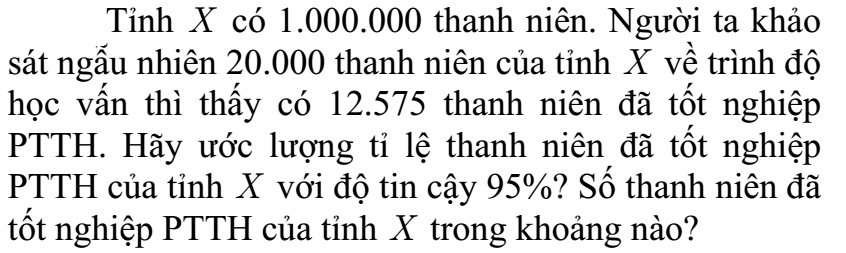 Tỉnh X có 1.000.000 thanh niên. Người ta khảo
sát ngẫu nhiên 20.000 thanh niên của tỉnh X về trình độ
học vấn thì thấy có 12.575 thanh niên đã tốt nghiệp
PTTH. Hãy ước lượng tỉ lệ thanh niên đã tốt nghiệp
PTTH của tỉnh X với độ tin cậy 95%? Số thanh niên đã
tốt nghiệp PTTH của tỉnh X trong khoảng nào?